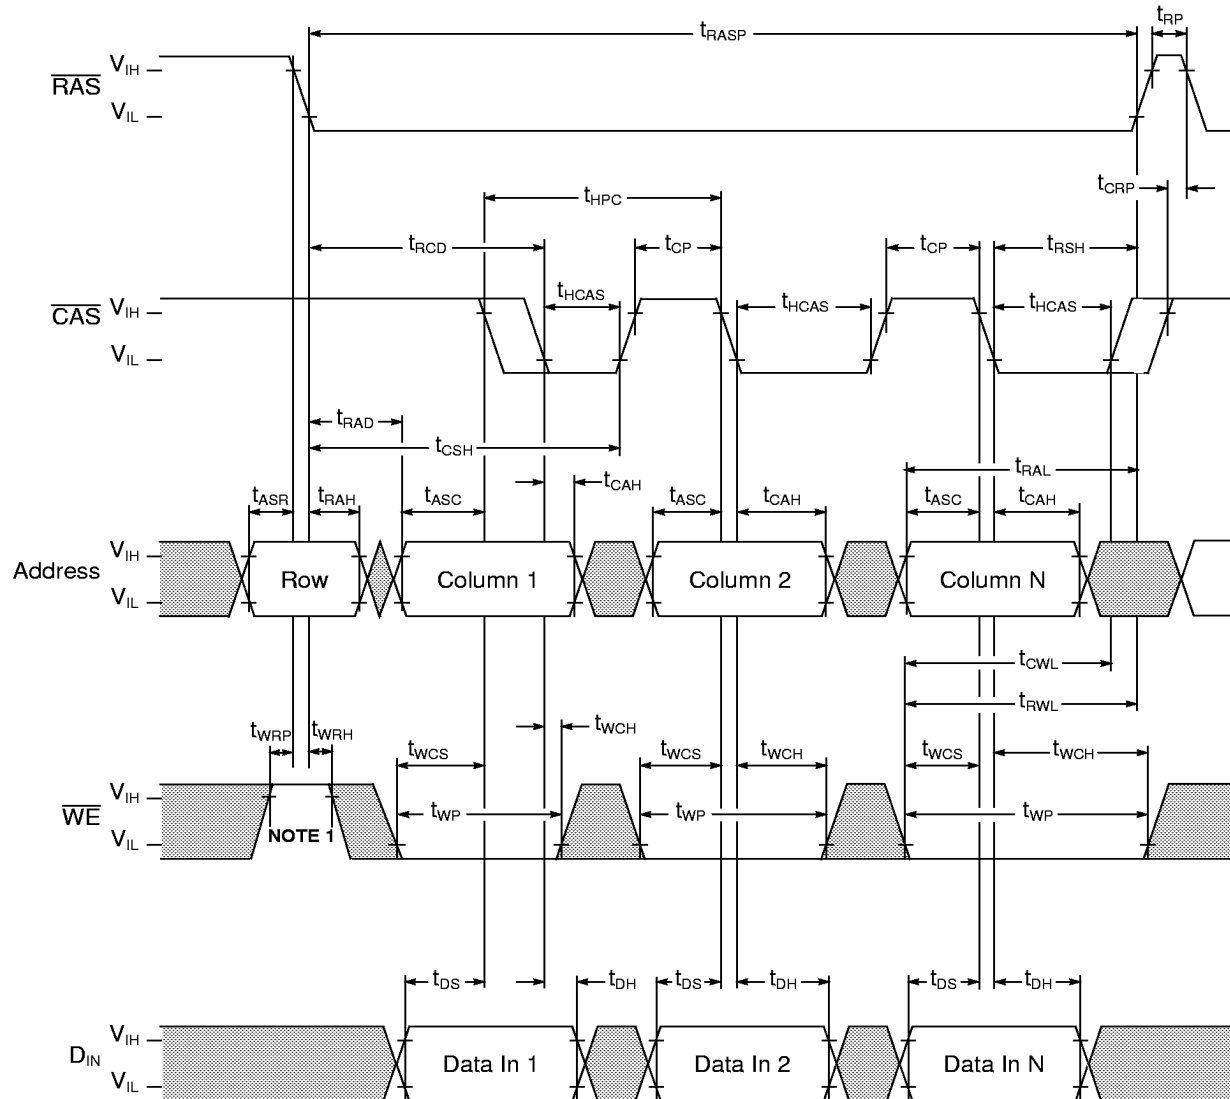 tRASP
tRP
RAS
VIH
VIL
tCRP
tHPC
tRCD
tCP
tCP
tRSH
CAS
VIH
tHCAS
tHCAS
tHCAS
VIL
tRAD
tCSH
tRAL
tCAH
tASR
tRAH
tASC
tASC
tCAH
tASC
tCAH
Address
VIH
VIL
Row
Column 1
Column 2
Column N
tCWL
tRWL
tWRP
tWRH
tWCH
tWCS
tWCS
tWCH
tWCS
tWCH
WE
VIH
VIL
NOTE 1
tWP
tWP
tWP
tDS
tDH
tDS
tDH
tDS
tDH
DIN
VIH
VIL
Data In 1
Data In 2
Data In N